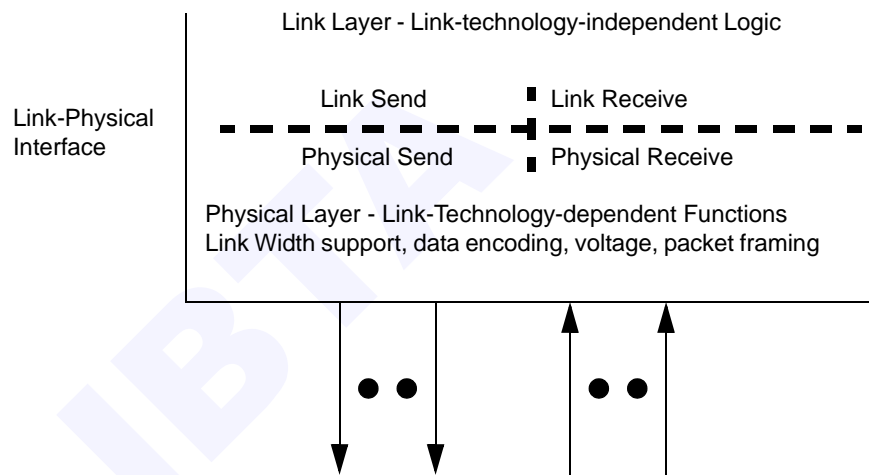 Link Layer - Link-technology-independent Logic
Link Send
Link Receive
Link-Physical
Interface
Physical Send
Physical Receive
Physical Layer - Link-Technology-dependent Functions
Link Width support, data encoding, voltage, packet framing
IBTA